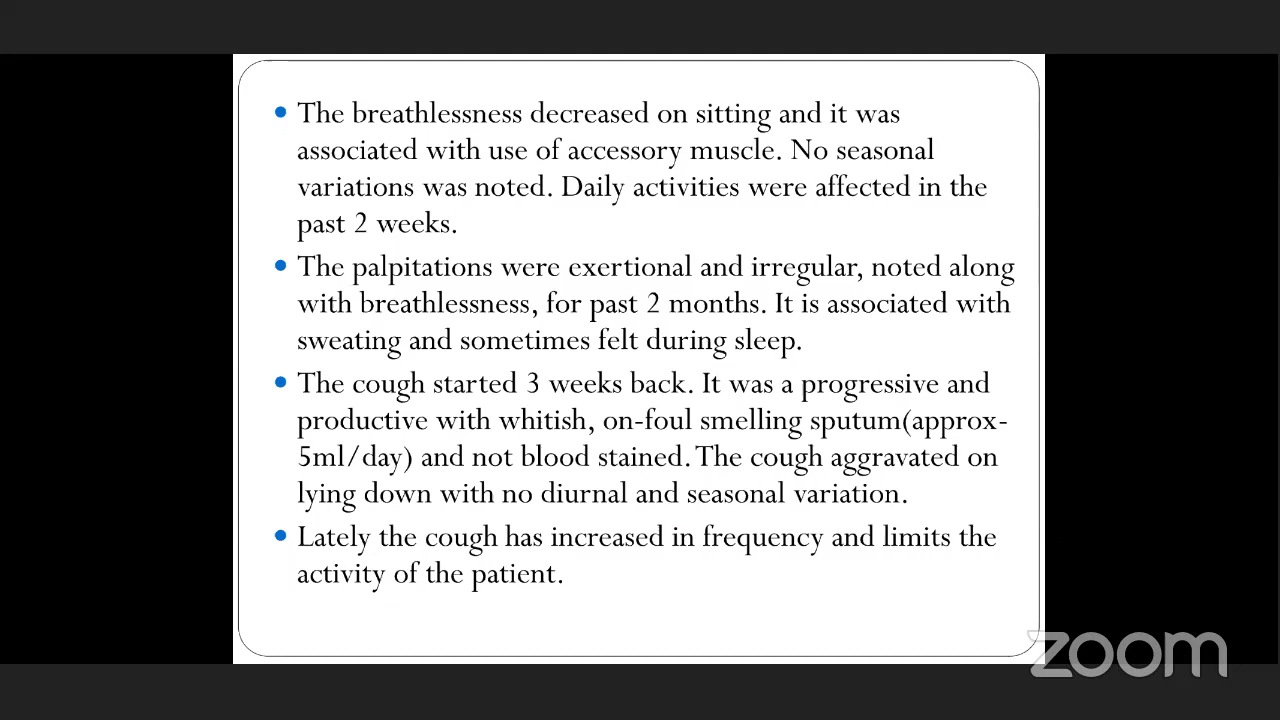 The breathlessness decreased on sitting and it was
associated with use of accessory muscle. No seasonal
variations was noted. Daily activities were affected in the
past 2 weeks.
The palpitations were exertional and irregular, noted along
with breathlessness, for past 2 months. It is associated with
sweating and sometimes felt during sleep.
The cough started 3 weeks back. It was a progressive and
productive with whitish, on-foul smelling sputum(approx-
5ml/day) and not blood stained. The cough aggravated on
lying down with no diurnal and seasonal variation.
Lately the cough has increased in frequency and limits the
activity of the patient.
zoom